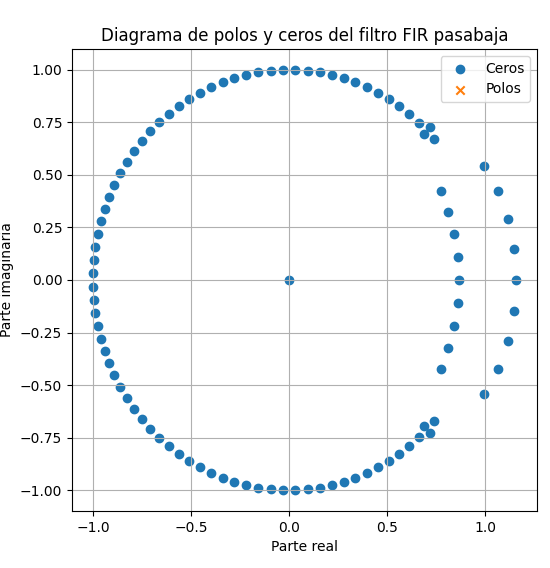 Diagrama de polos y ceros del filtro FIR pasabaja
Ceros
Polos
1.00
0.75
0.50
0.25
0.00
−0.25
−0.50
−0.75
−1.00
Parte imaginaria
−1.0
−0.5
0.0
0.5
1.0
Parte real